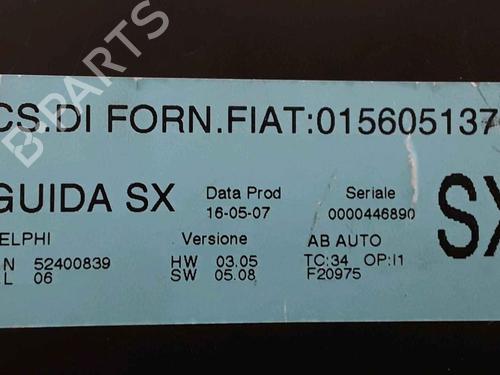 CS.DI FORN.FIAT:015605137
GUIDA SX Data Prod Seriale SX
16-05-07 0000446890
ELPHI Versione AB AUTO
N 52400839 HW 03.05 TC:34 OP:I1
L 06 SW 05.08 F20975
B-PARTS